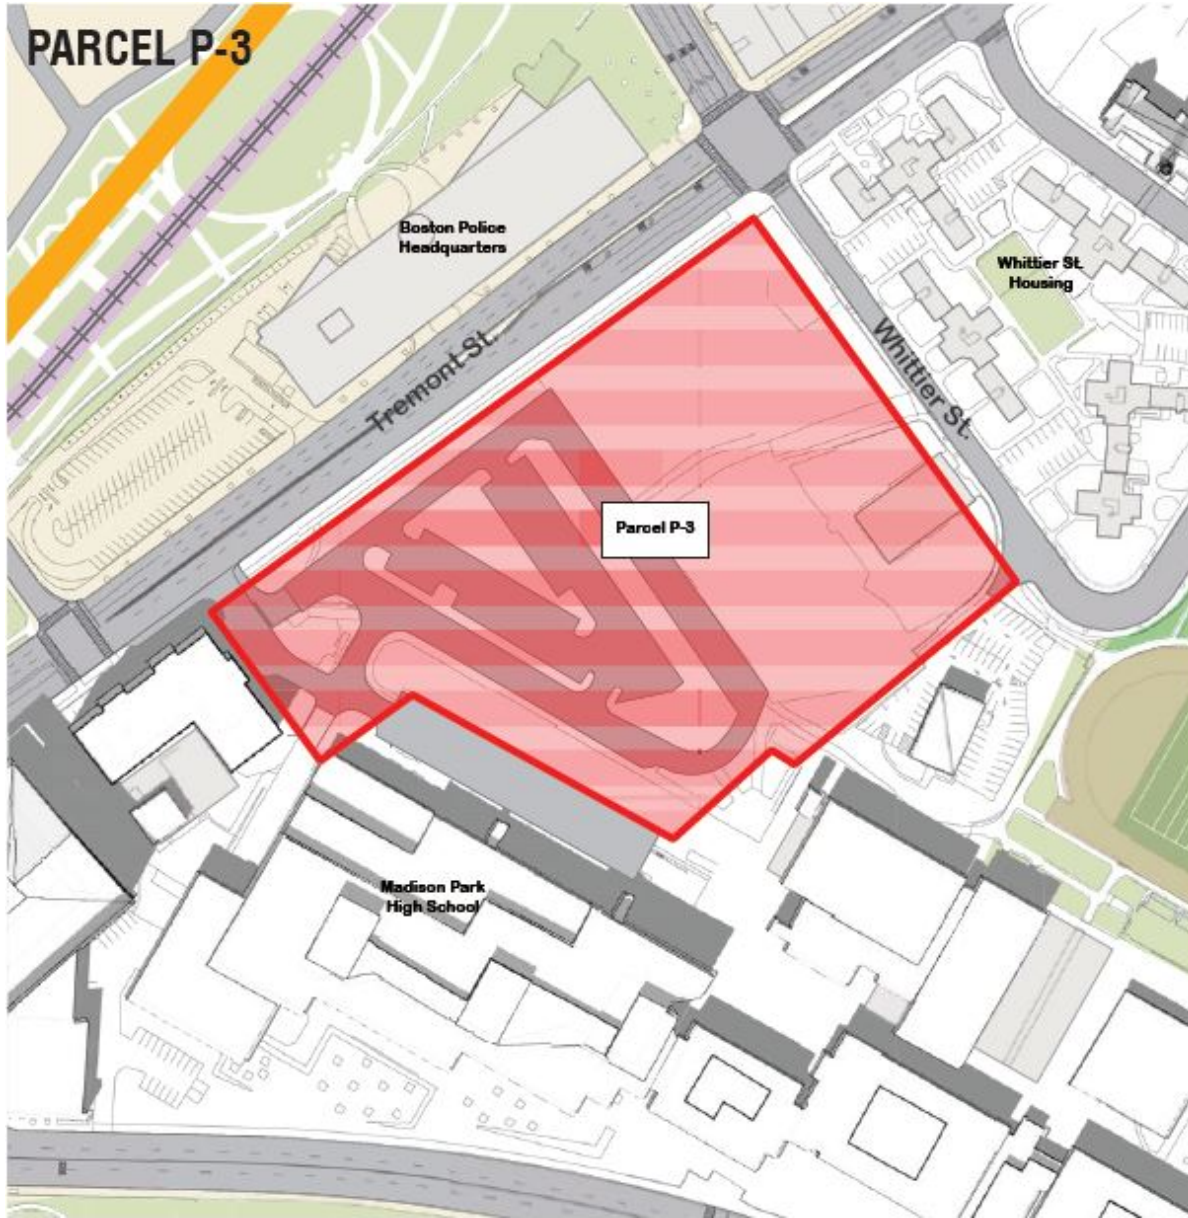 PARCEL P-3
Boston Police
Headquarters
Whittier St.
Housing
Tremont St.
Whittier St.
Parcel P-3
Madison Park
High School